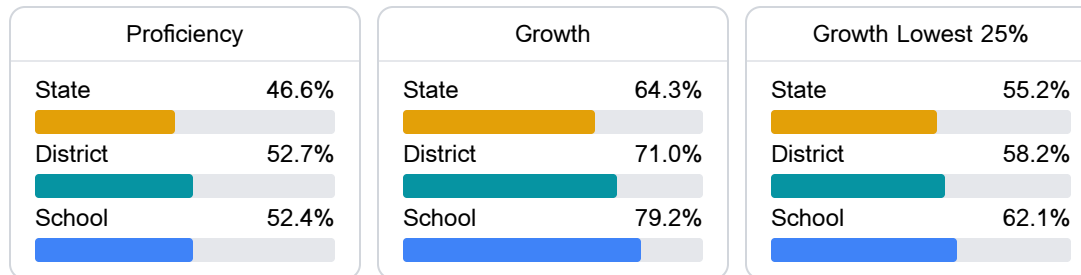 Proficiency
State 46.6%
District 52.7%
School 52.4%
Growth
State 64.3%
District 71.0%
School 79.2%
Growth Lowest 25%
State 55.2%
District 58.2%
School 62.1%